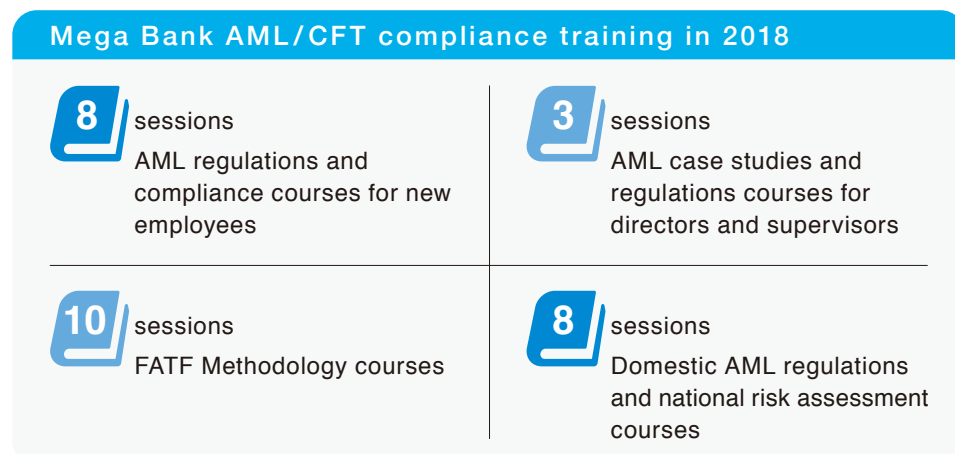 Mega Bank AML/CFT compliance training in 2018
8
sessions
AML regulations and
compliance courses for new
employees
3
sessions
AML case studies and
regulations courses for
directors and supervisors
10
sessions
FATF Methodology courses
8
sessions
Domestic AML regulations
and national risk assessment
courses